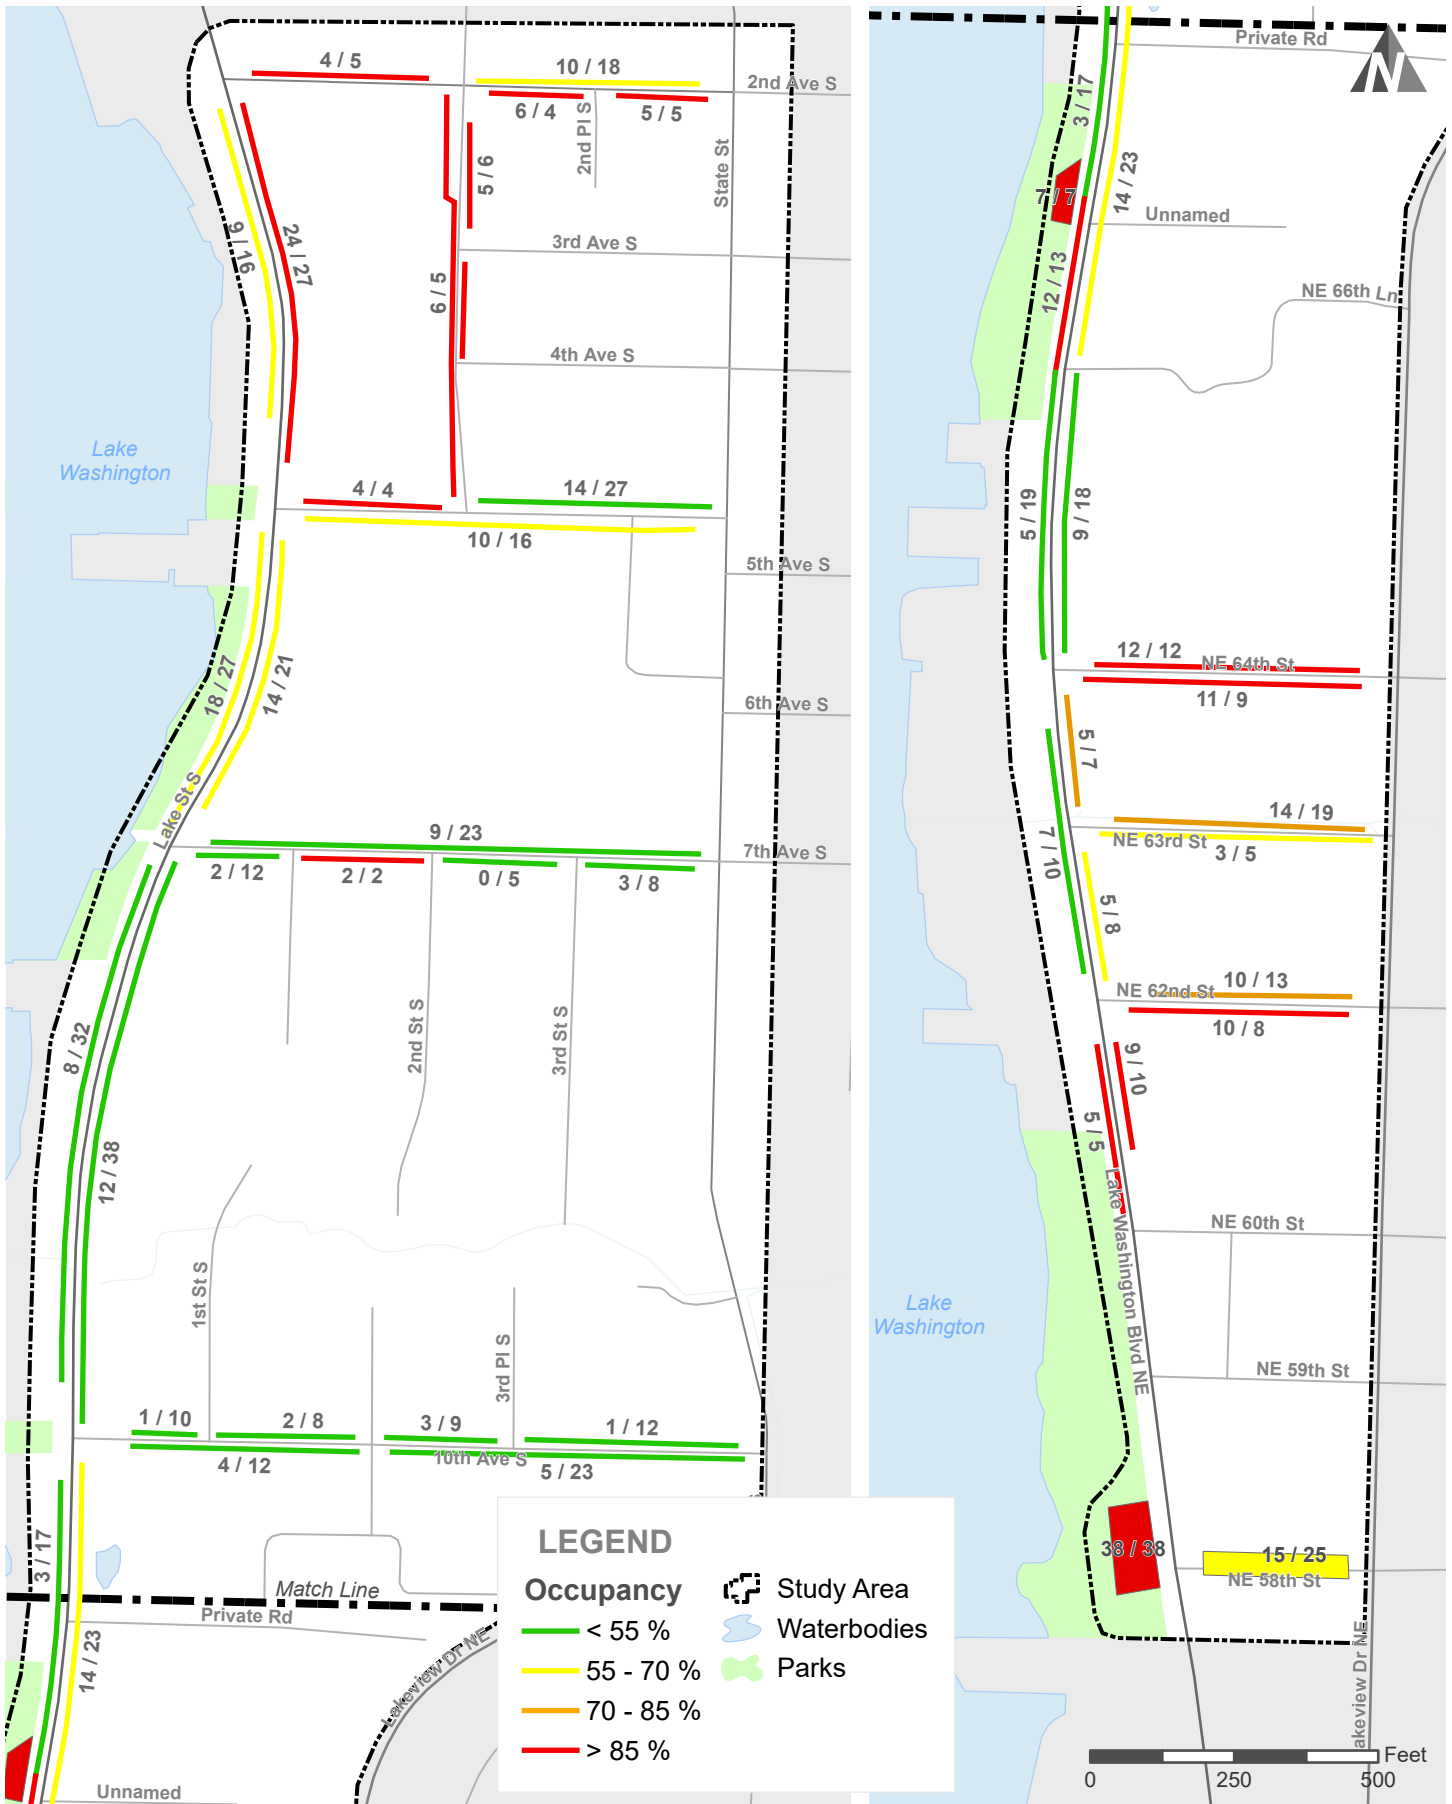 4 / 5
10 / 18
2nd Ave S
6 / 4
5 / 5
2nd Pl S
State St
5 / 6
9 / 16
24 / 27
3rd Ave S
6 / 5
4th Ave S
Lake
Washington
4 / 4
14 / 27
10 / 16
5th Ave S
18 / 27
14 / 21
6th Ave S
Lake St S
9 / 23
7th Ave S
2 / 12
2 / 2
0 / 5
3 / 8
8 / 32
2nd St S
3rd St S
12 / 38
1st St S
3rd Pl S
1 / 10
2 / 8
3 / 9
1 / 12
4 / 12
10th Ave S
5 / 23
3 / 17
Match Line
Private Rd
14 / 23
Lakeview Dr NE
Unnamed
LEGEND
Occupancy
< 55 %
55 - 70 %
70 - 85 %
> 85 %
Study Area
Waterbodies
Parks
Private Rd
N
3 / 17
14 / 23
7 / 7
Unnamed
12 / 13
NE 66th Ln
5 / 19
9 / 18
12 / 12
NE 64th St
11 / 9
5 / 7
14 / 19
NE 63rd St
3 / 5
7 / 10
5 / 8
10 / 13
NE 62nd St
10 / 8
9 / 10
5 / 5
Lake Washington Blvd NE
NE 60th St
Lake
Washington
NE 59th St
38 / 38
15 / 25
NE 58th St
akeview Dr NE
Feet
0
250
500